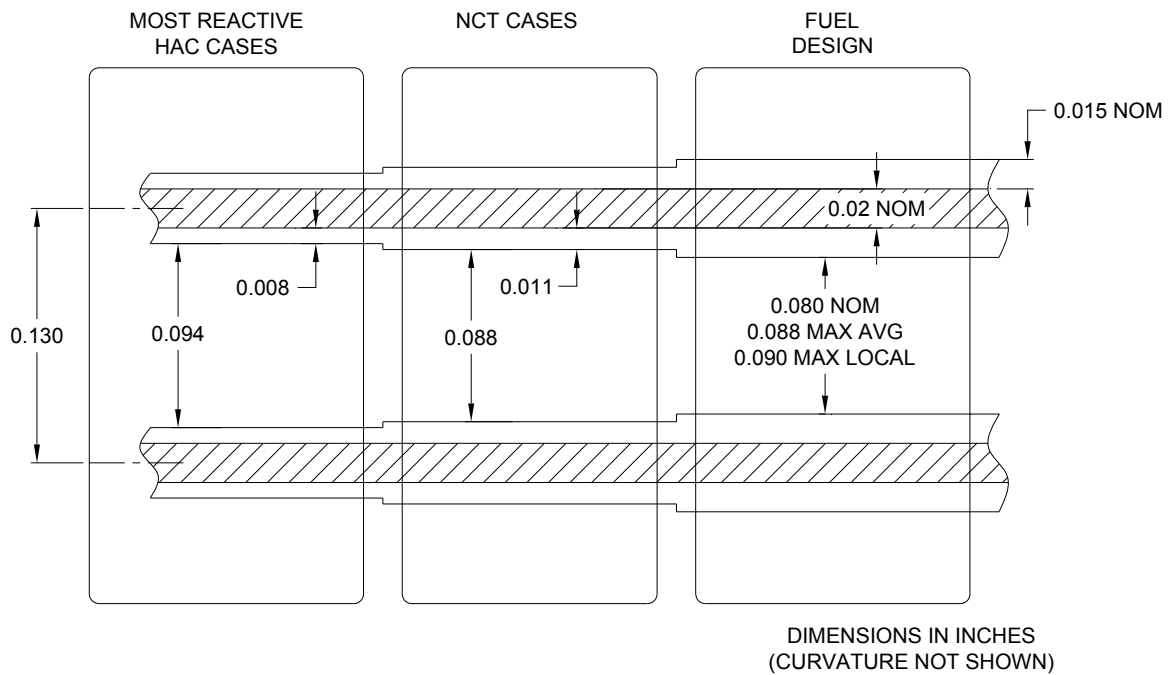 MOST REACTIVE
HAC CASES
NCT CASES
FUEL
DESIGN
0.015 NOM
0.02 NOM
0.008
0.011
0.130
0.094
0.088
0.080 NOM
0.088 MAX AVG
0.090 MAX LOCAL
DIMENSIONS IN INCHES
(CURVATURE NOT SHOWN)